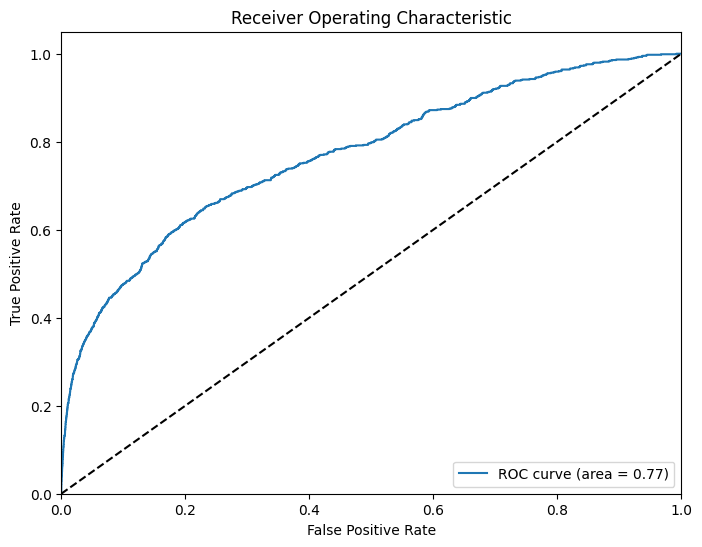 Receiver Operating Characteristic
True Positive Rate
1.0
0.8
0.6
0.4
0.2
0.0
ROC curve (area = 0.77)
0.0 0.2 0.4 0.6 0.8 1.0
False Positive Rate